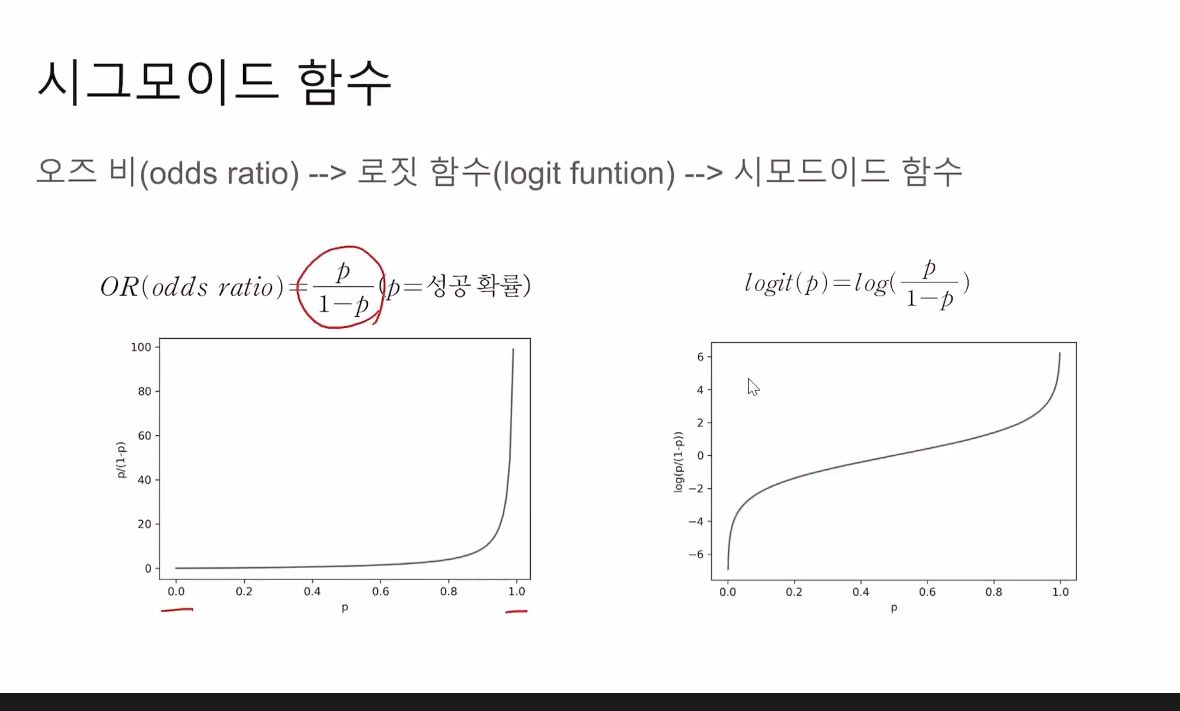 시그모이드 함수
오즈 비(odds ratio) --> 로짓 함수(logit funtion) --> 시모드이드 함수
OR(odds ratio)=p/(1-p) (p=성공 확률)
logit(p)=log(p/(1-p))
100
80
60
40
20
0
p/(1-p)
0.0 0.2 0.4 0.6 0.8 1.0
p
6
4
2
0
−2
−4
−6
log(p/(1-p))
0.0 0.2 0.4 0.6 0.8 1.0
p